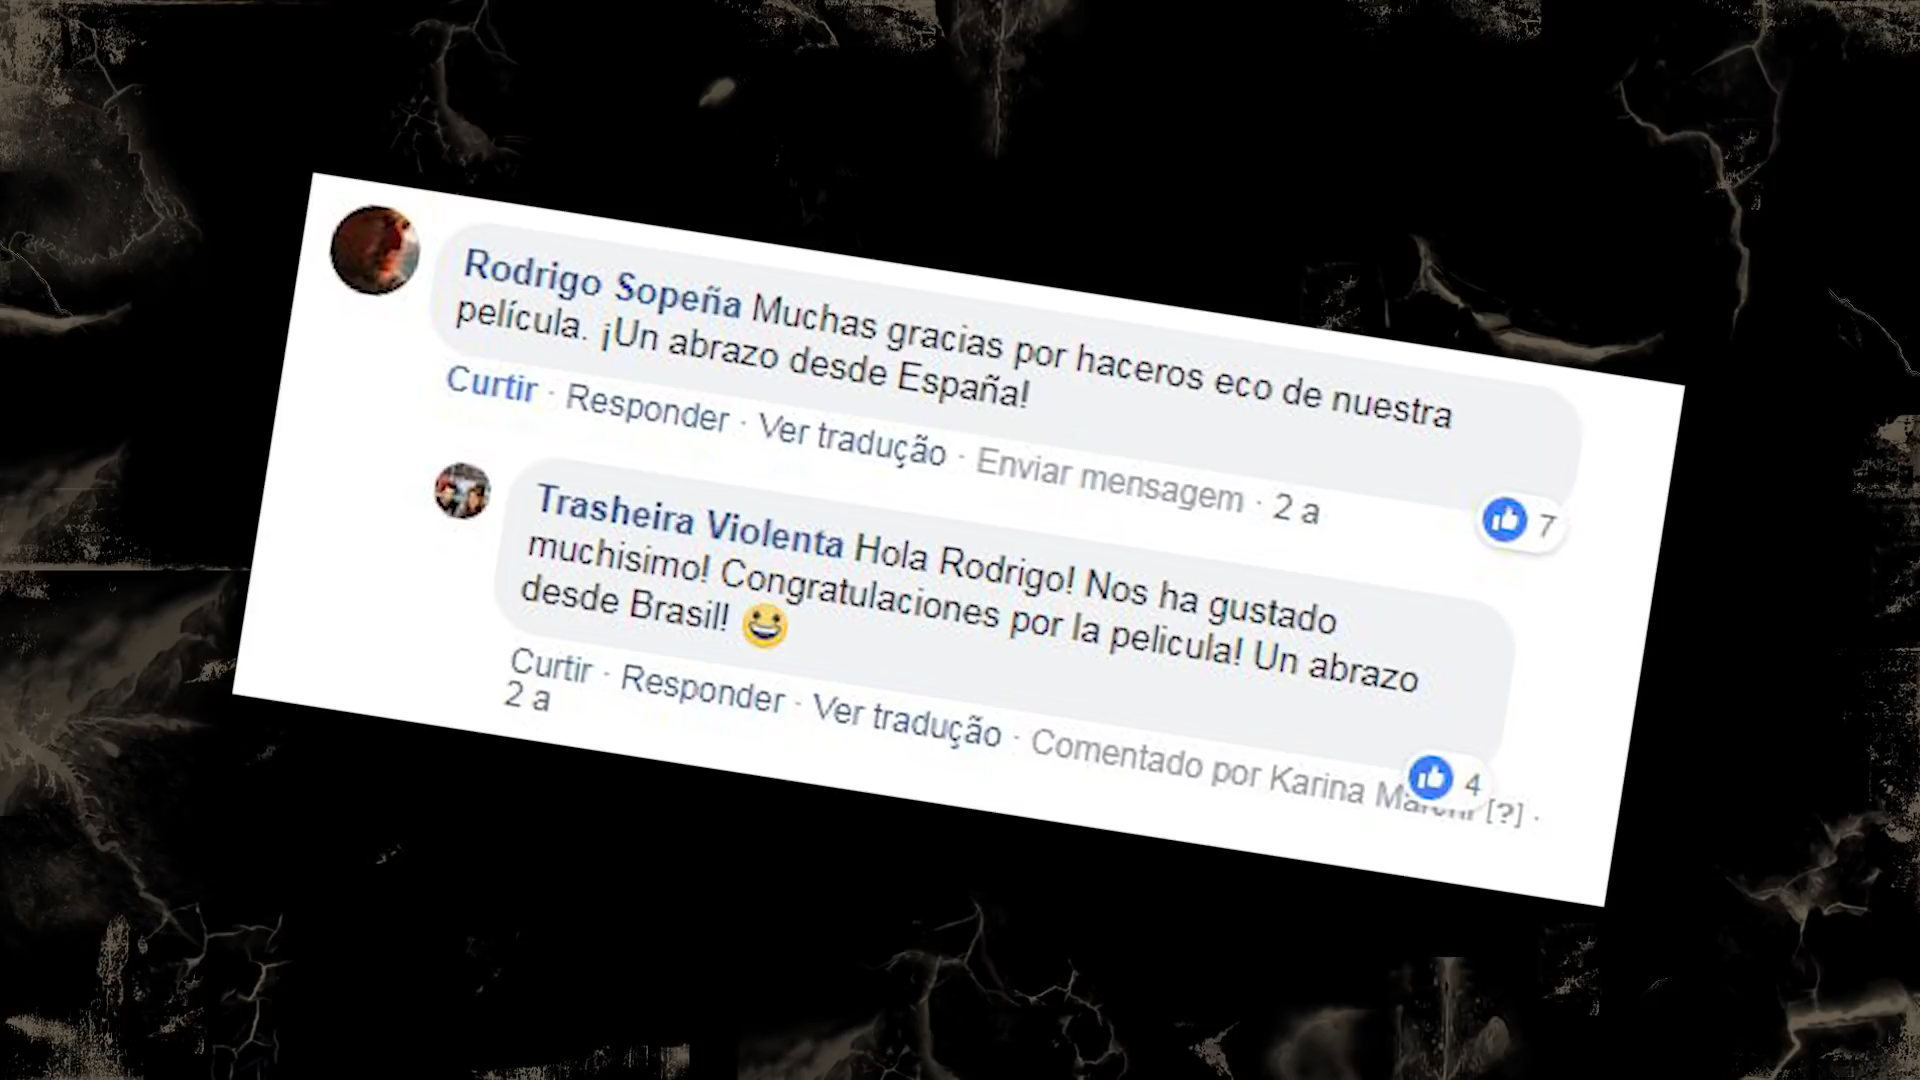 Rodrigo Sopeña Muchas gracias por haceros eco de nuestra
película. ¡Un abrazo desde España!
Curtir · Responder · Ver tradução · Enviar mensagem · 2 a
7
Trasheira Violenta Hola Rodrigo! Nos ha gustado
muchisimo! Congratulaciones por la pelicula! Un abrazo
desde Brasil! 😀
4
Curtir · Responder · Ver tradução · Comentado por Karina [?] ·
2 a